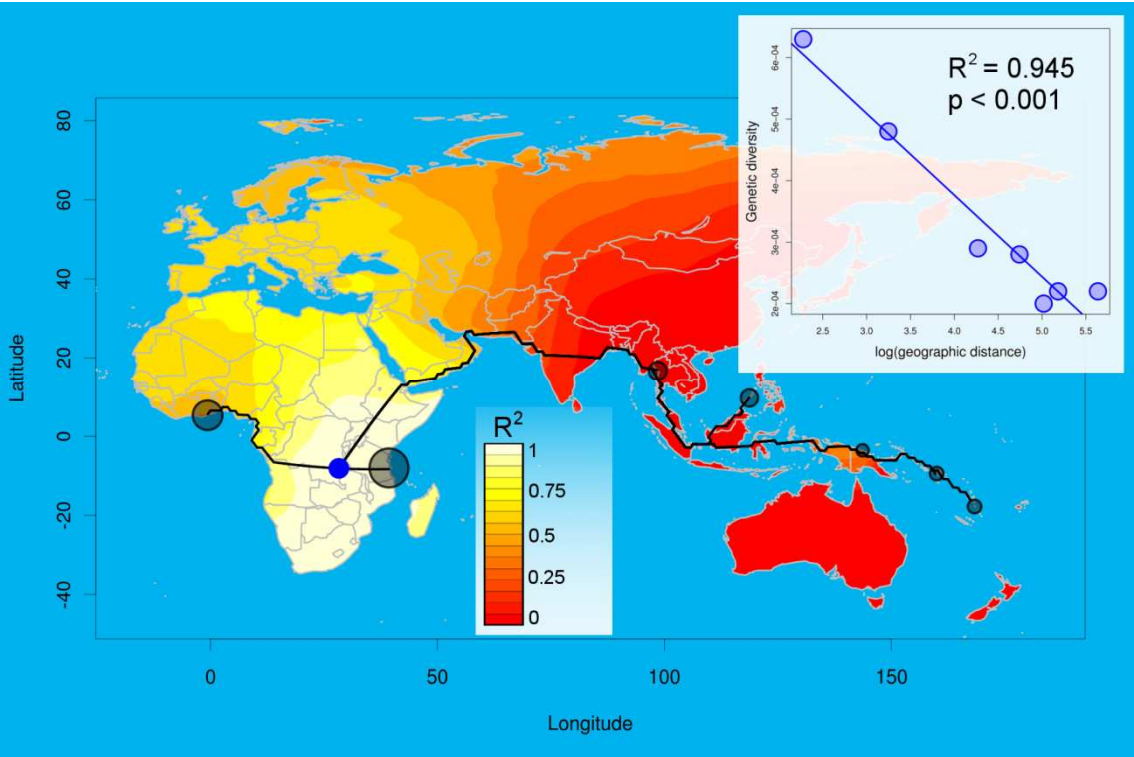 R² = 0.945
p < 0.001
Genetic diversity
6e−04
5e−04
4e−04
3e−04
2e−04
2.5 3.0 3.5 4.0 4.5 5.0 5.5
log(geographic distance)
Latitude
80
60
40
20
0
-20
-40
R²
1
0.75
0.5
0.25
0
0 50 100 150
Longitude